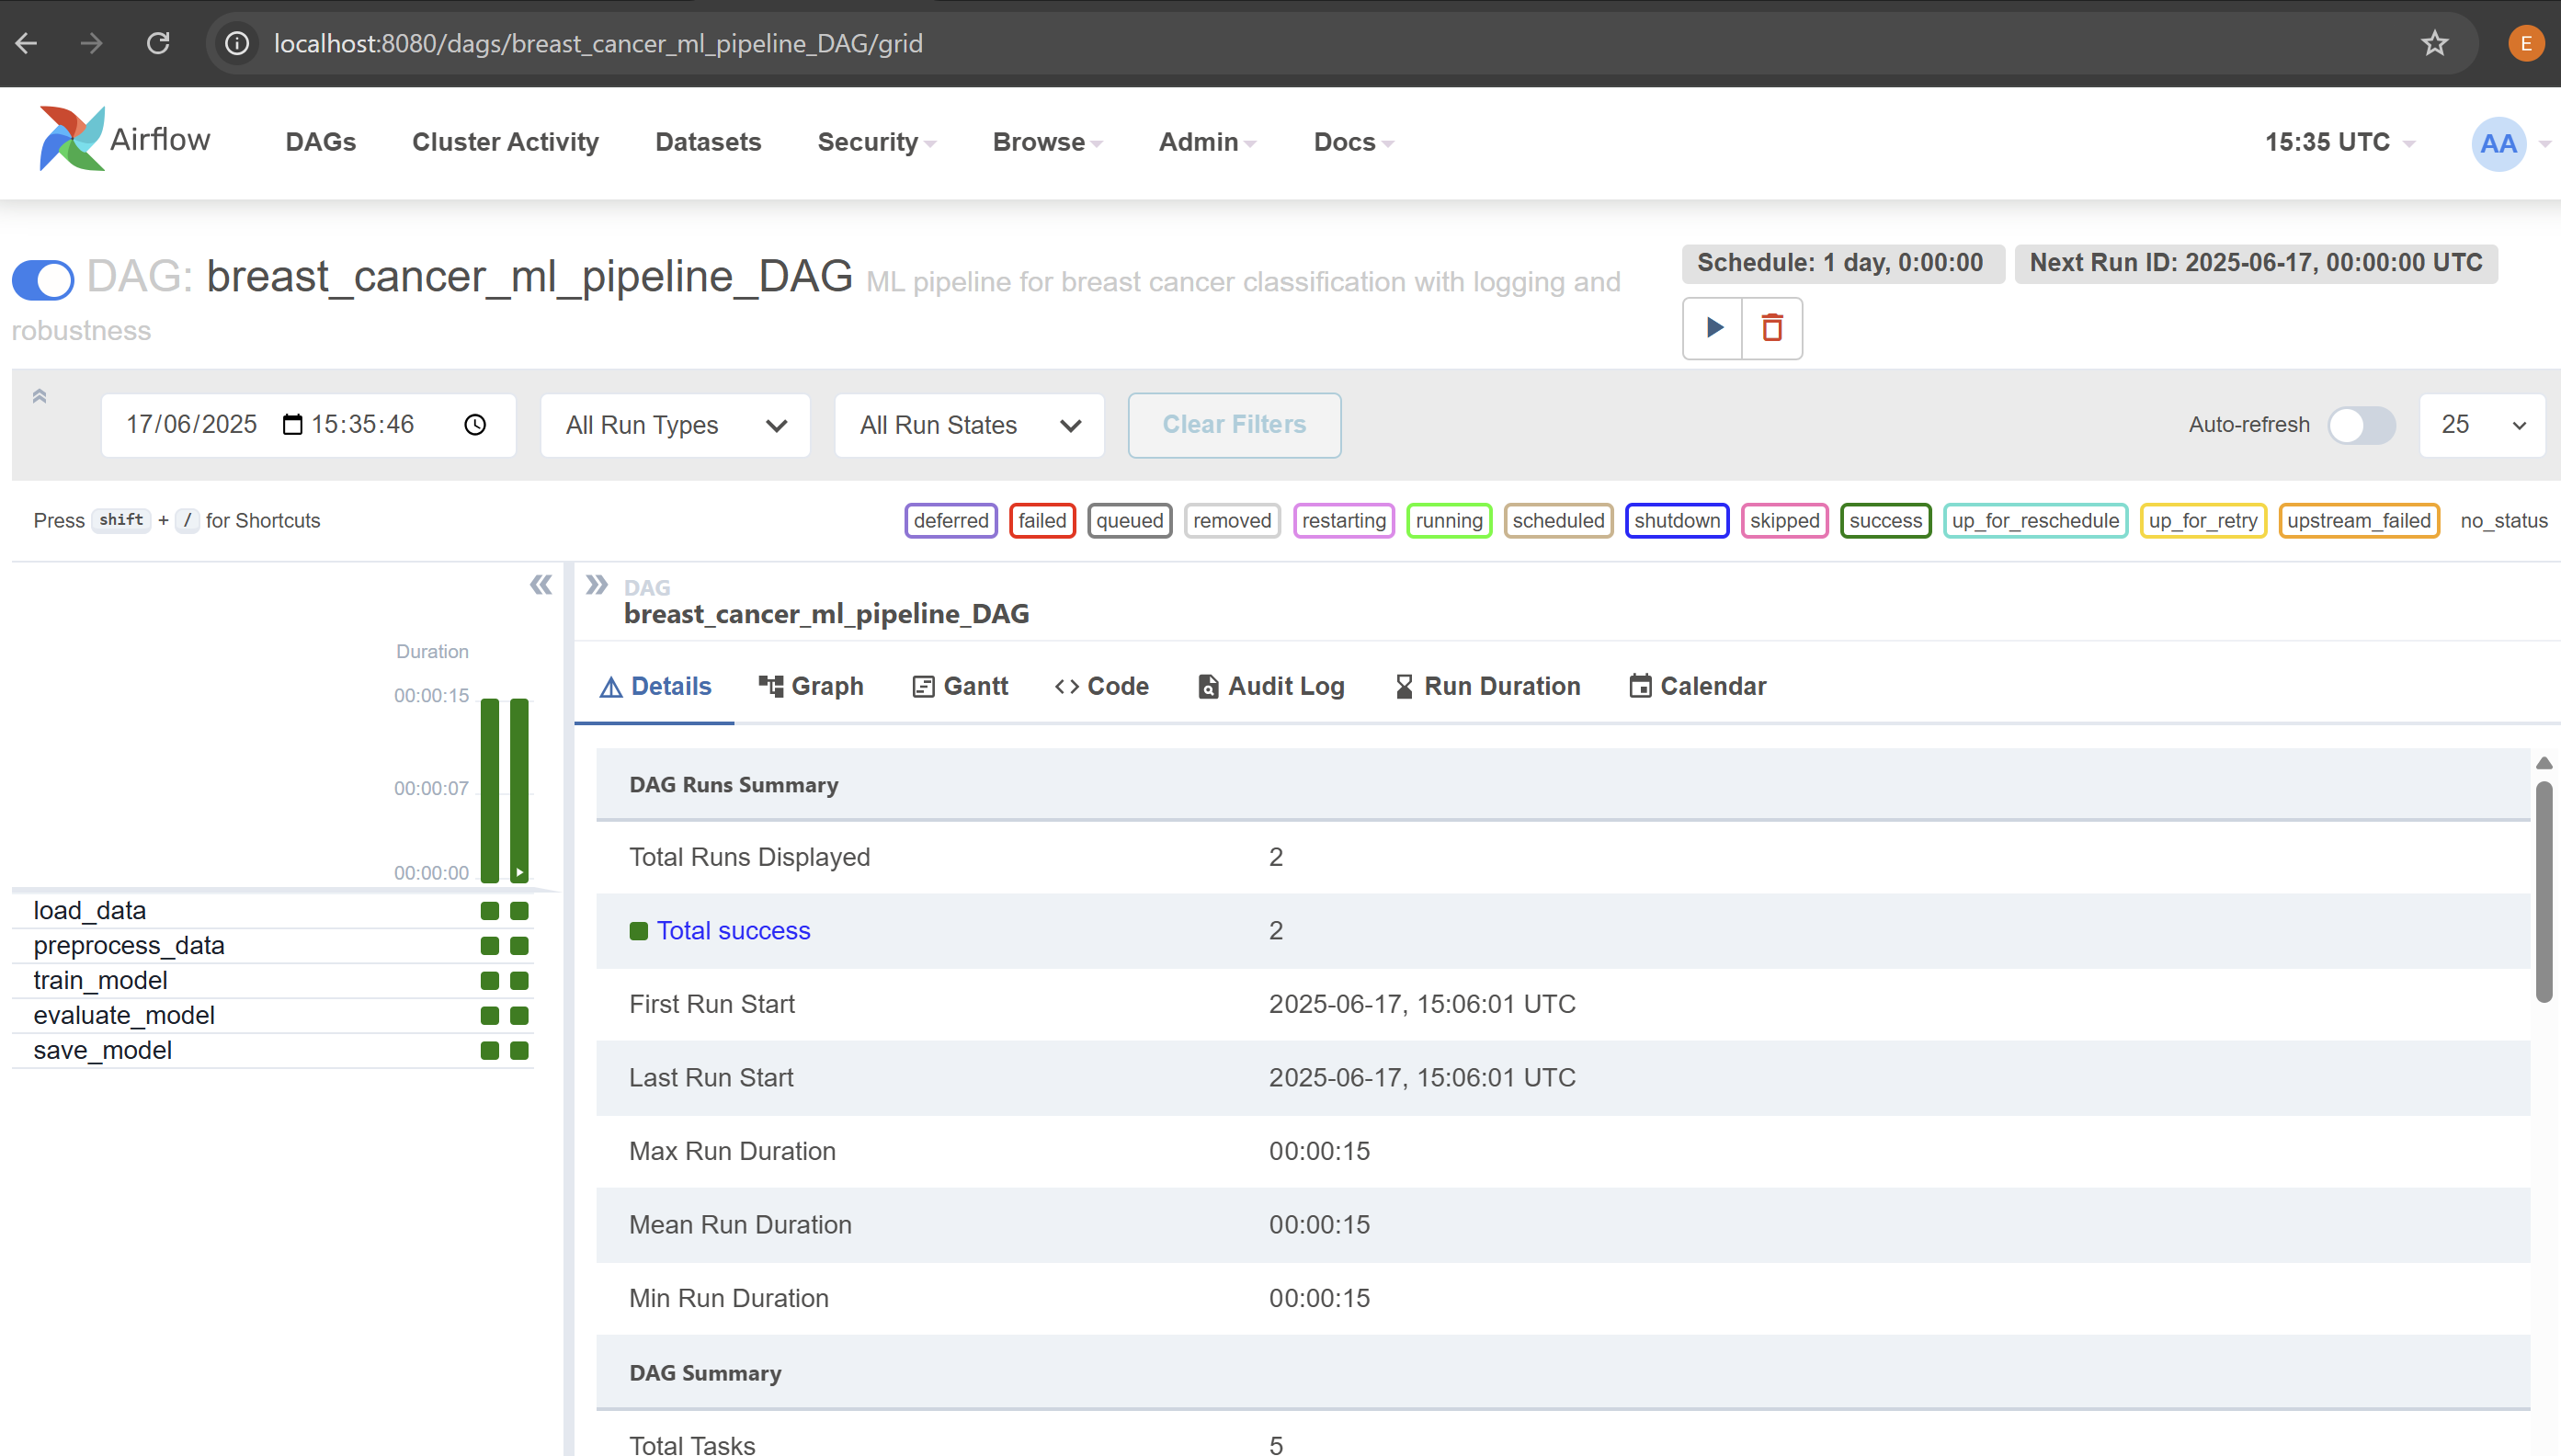 localhost:8080/dags/breast_cancer_ml_pipeline_DAG/grid
E
Airflow
DAGs Cluster Activity Datasets Security Browse Admin Docs
15:35 UTC
AA
DAG: breast_cancer_ml_pipeline_DAG ML pipeline for breast cancer classification with logging and
robustness
Schedule: 1 day, 0:00:00 Next Run ID: 2025-06-17, 00:00:00 UTC
17/06/2025 15:35:46 All Run Types All Run States Clear Filters Auto-refresh 25
Press shift + / for Shortcuts
deferred failed queued removed restarting running scheduled shutdown skipped success up_for_reschedule up_for_retry upstream_failed no_status
Duration
00:00:15
00:00:07
00:00:00
load_data
preprocess_data
train_model
evaluate_model
save_model
DAG
breast_cancer_ml_pipeline_DAG
Details Graph Gantt Code Audit Log Run Duration Calendar
DAG Runs Summary
Total Runs Displayed 2
Total success 2
First Run Start 2025-06-17, 15:06:01 UTC
Last Run Start 2025-06-17, 15:06:01 UTC
Max Run Duration 00:00:15
Mean Run Duration 00:00:15
Min Run Duration 00:00:15
DAG Summary
Total Tasks 5